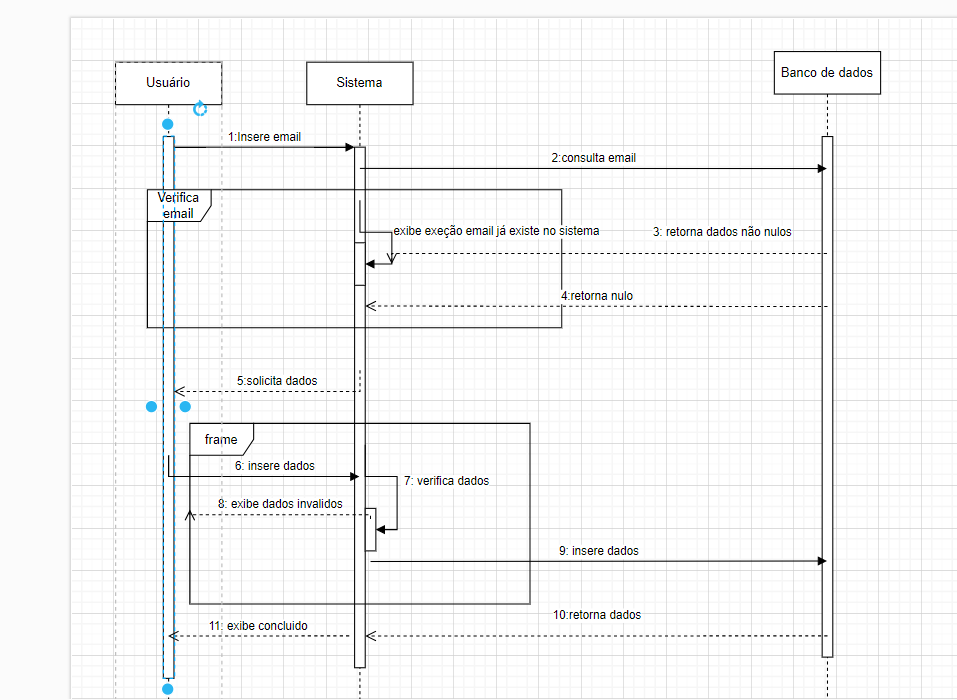 Usuário
Sistema
Banco de dados
1:Insere email
2:consulta email
Verifica
email
exibe exeção email já existe no sistema
3: retorna dados não nulos
4:retorna nulo
5:solicita dados
frame
6: insere dados
7: verifica dados
8: exibe dados invalidos
9: insere dados
10:retorna dados
11: exibe concluido